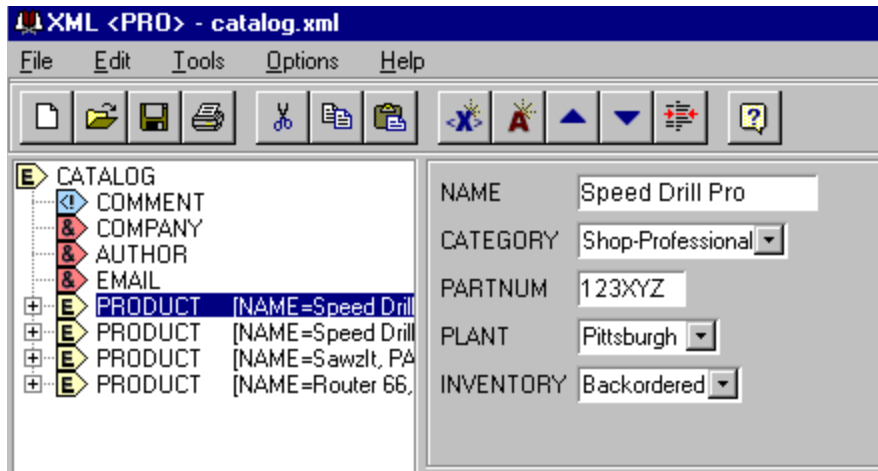 XML <PRO> - catalog.xml
File Edit Tools Options Help
<X> A ?
E CATALOG
<! COMMENT
& COMPANY
& AUTHOR
& EMAIL
E PRODUCT [NAME=Speed Drill
E PRODUCT [NAME=Speed Drill
E PRODUCT [NAME=SawzIt, PA
E PRODUCT [NAME=Router 66,
NAME Speed Drill Pro
CATEGORY Shop-Professional
PARTNUM 123XYZ
PLANT Pittsburgh
INVENTORY Backordered